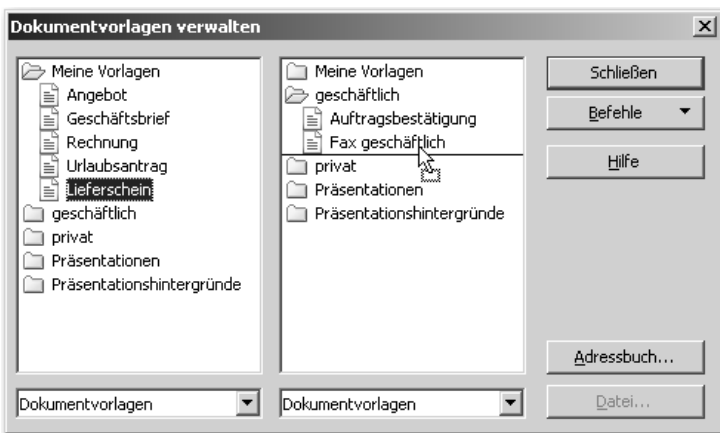 Dokumentvorlagen verwalten
Meine Vorlagen
Angebot
Geschäftsbrief
Rechnung
Urlaubsantrag
Lieferschein
geschäftlich
privat
Präsentationen
Präsentationshintergründe
Dokumentvorlagen
Meine Vorlagen
geschäftlich
Auftragsbestätigung
Fax geschäftlich
privat
Präsentationen
Präsentationshintergründe
Dokumentvorlagen
Schließen
Befehle
Hilfe
Adressbuch...
Datei...